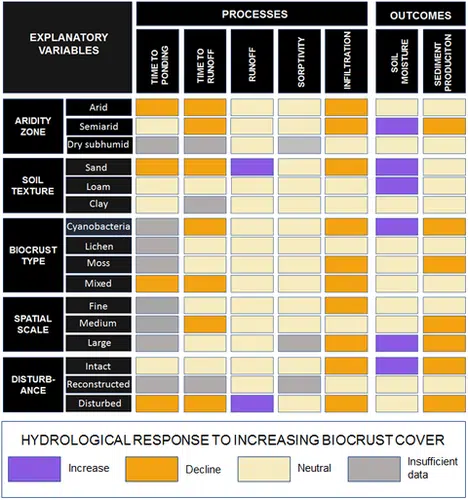 PROCESSES
OUTCOMES
EXPLANATORY
VARIABLES
TIME TO
PONDING
TIME TO
RUNOFF
RUNOFF
SORPTIVITY
INFILTRATION
SOIL
MOISTURE
SEDIMENT
PRODUCITON
ARIDITY
ZONE
Arid
Semiarid
Dry subhumid
SOIL
TEXTURE
Sand
Loam
Clay
BIOCRUST
TYPE
Cyanobacteria
Lichen
Moss
Mixed
SPATIAL
SCALE
Fine
Medium
Large
DISTURB-
ANCE
Intact
Reconstructed
Disturbed
HYDROLOGICAL RESPONSE TO INCREASING BIOCRUST COVER
Increase
Decline
Neutral
Insufficient
data